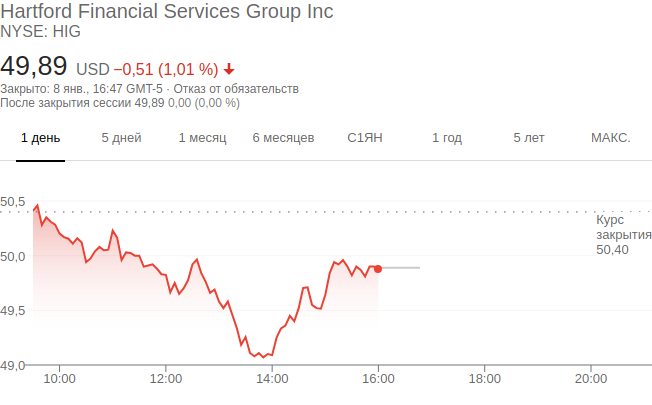 Hartford Financial Services Group Inc
NYSE: HIG
49,89 USD −0,51 (1,01 %)
Закрыто: 8 янв., 16:47 GMT-5 · Отказ от обязательств
После закрытия сессии 49,89 0,00 (0,00 %)
1 день 5 дней 1 месяц 6 месяцев С1ЯН 1 год 5 лет МАКС.
50,5
Курс
закрытия
50,40
50,0
49,5
49,0
10:00 12:00 14:00 16:00 18:00 20:00